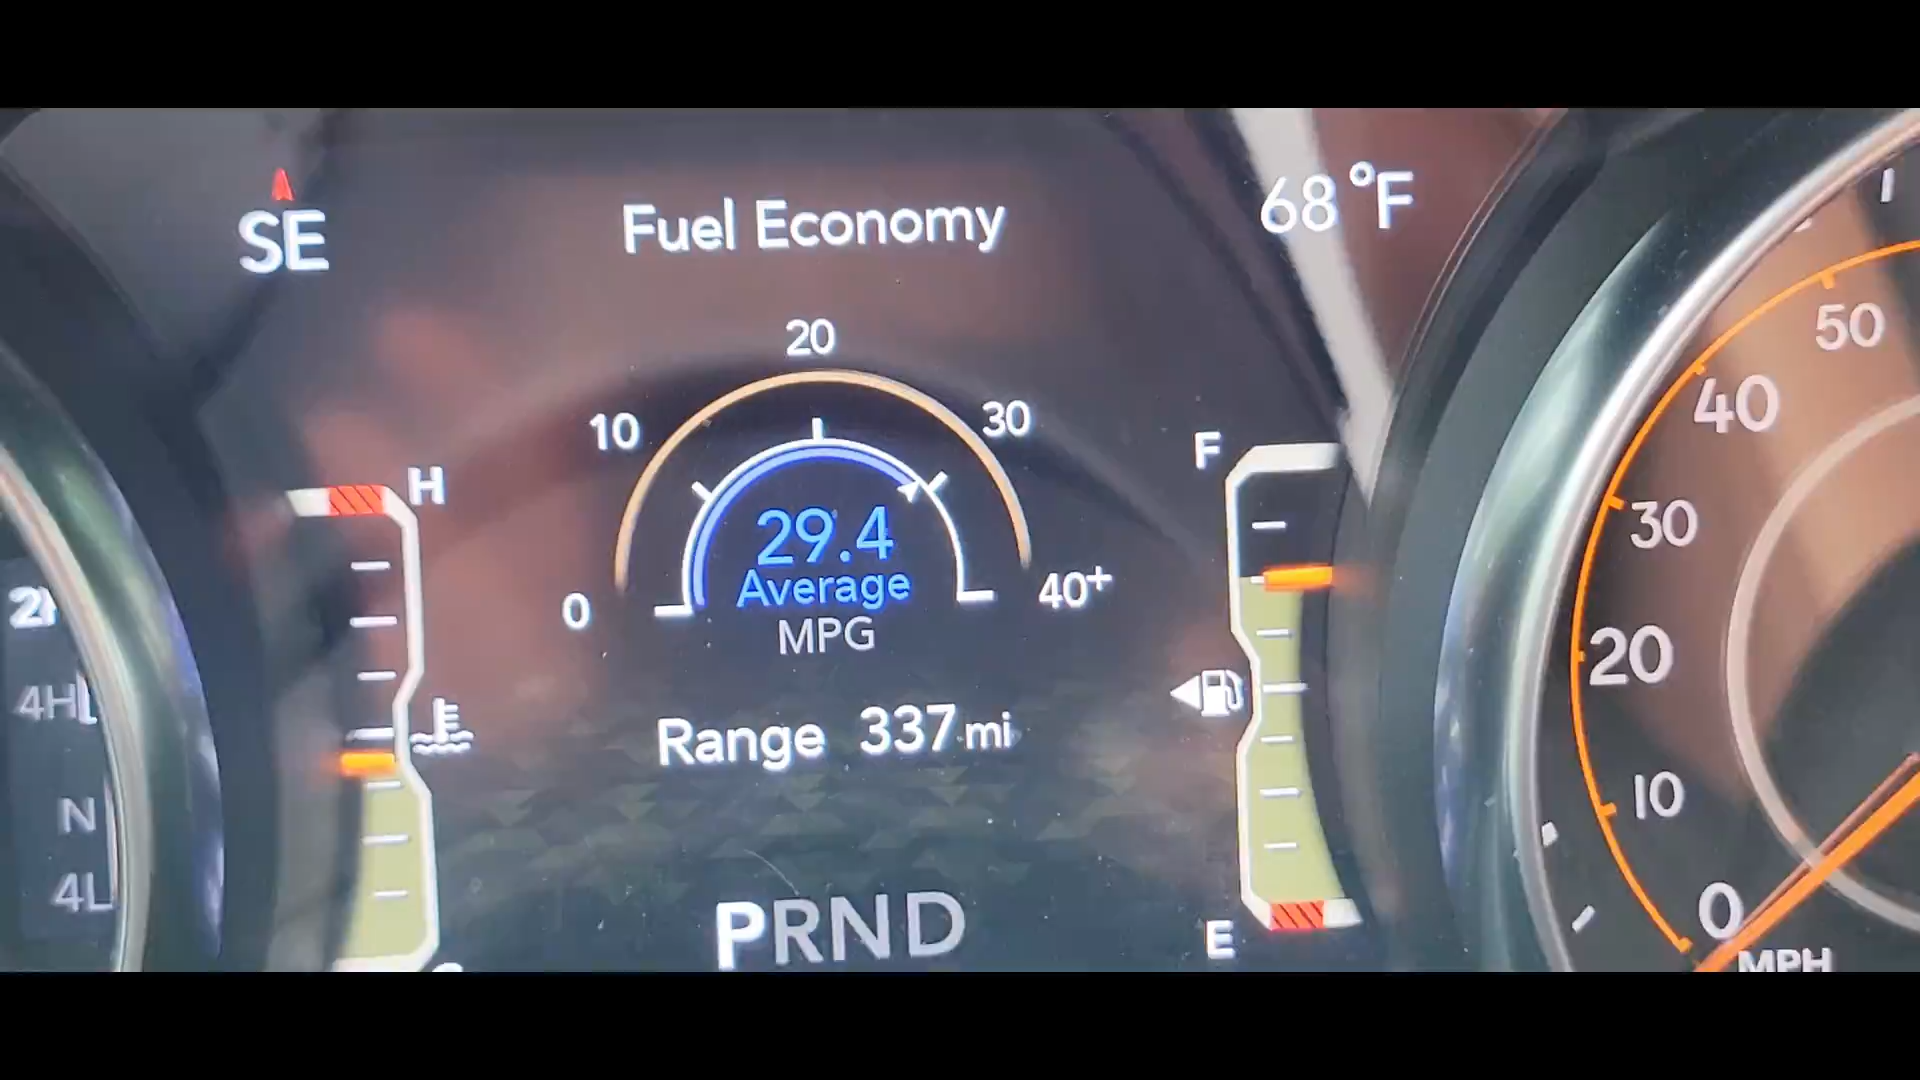 SE
Fuel Economy
68°F
20
10
30
0
40+
29.4
Average
MPG
Range 337 mi
PRND
H
F
E
4H
N
4L
50
40
30
20
10
0
MPH